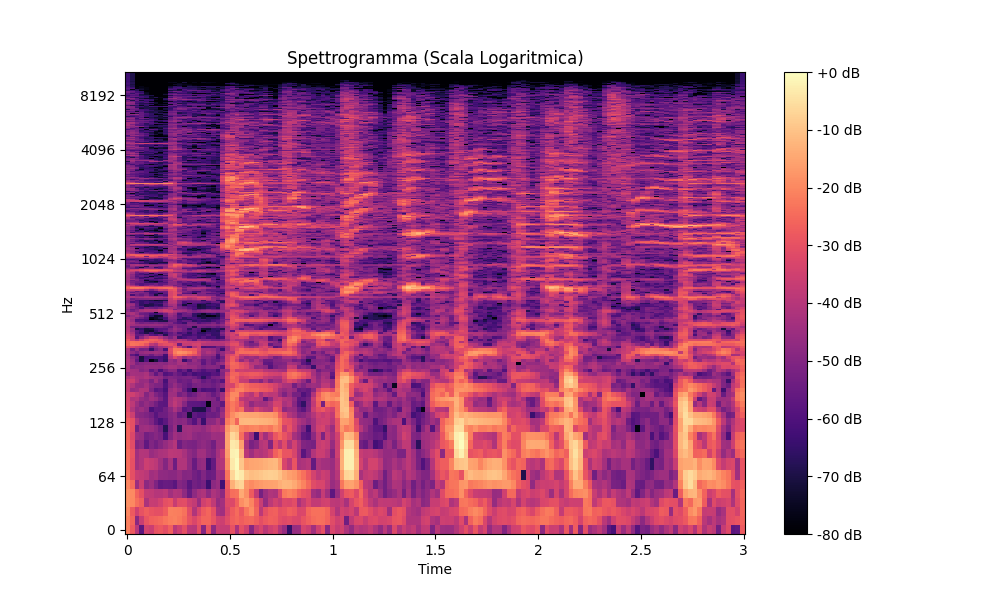 Spettrogramma (Scala Logaritmica)
Hz
8192
4096
2048
1024
512
256
128
64
0
0
0.5
1
1.5
2
2.5
3
Time
+0 dB
-10 dB
-20 dB
-30 dB
-40 dB
-50 dB
-60 dB
-70 dB
-80 dB